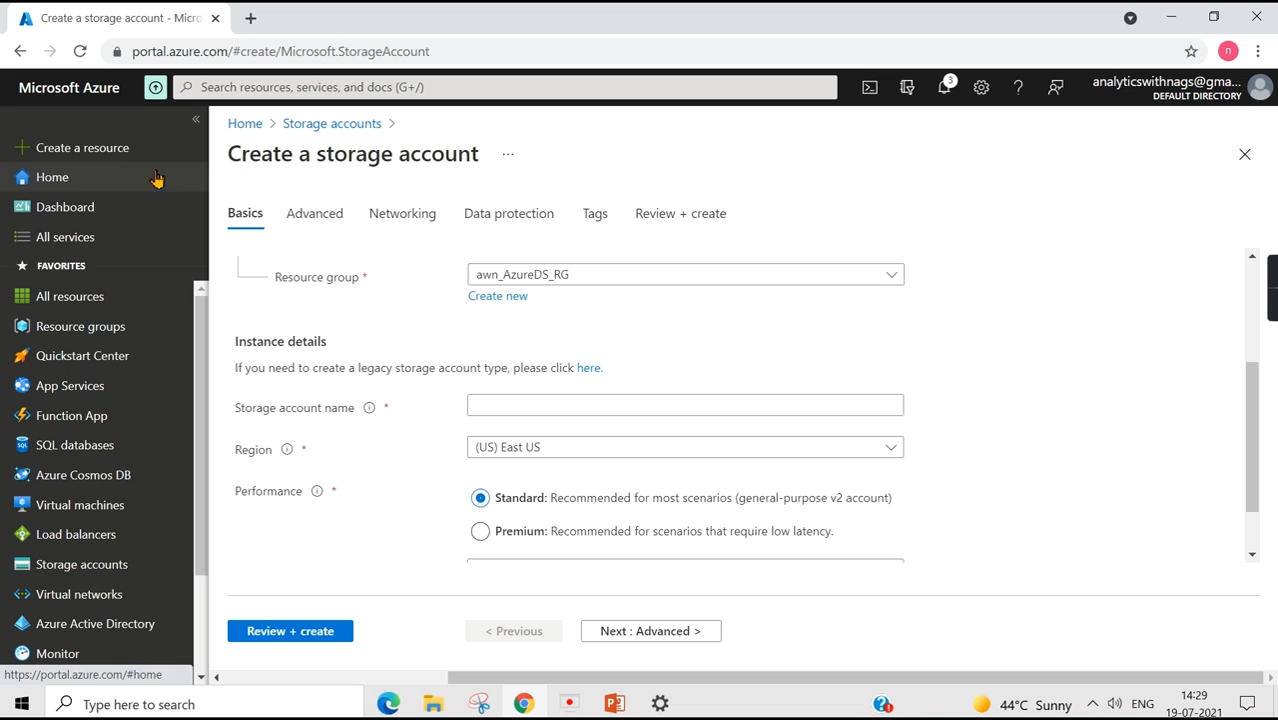 Create a storage account - Micro
portal.azure.com/#create/Microsoft.StorageAccount
n
Microsoft Azure
Search resources, services, and docs (G+/)
3
analyticswithnags@gma...
DEFAULT DIRECTORY
Create a resource
Home
Dashboard
All services
FAVORITES
All resources
Resource groups
Quickstart Center
App Services
Function App
SQL databases
Azure Cosmos DB
Virtual machines
Load balancers
Storage accounts
Virtual networks
Azure Active Directory
Monitor
https://portal.azure.com/#home
Home > Storage accounts >
Create a storage account ...
Basics Advanced Networking Data protection Tags Review + create
Resource group * awn_AzureDS_RG
Create new
Instance details
If you need to create a legacy storage account type, please click here.
Storage account name *
Region * (US) East US
Performance * Standard: Recommended for most scenarios (general-purpose v2 account)
Premium: Recommended for scenarios that require low latency.
Review + create < Previous Next : Advanced >
Type here to search
44°C Sunny ENG
14:29
19-07-2021